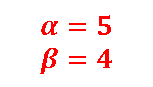 α = 5
β = 4